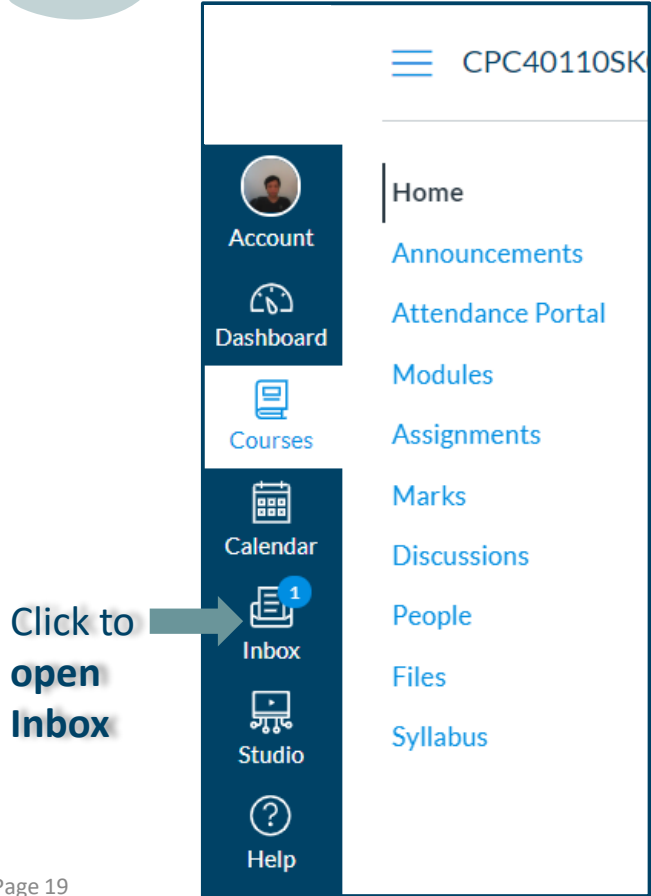 CPC40110SK
Account
Dashboard
Courses
Calendar
1
Inbox
Studio
Help
Home
Announcements
Attendance Portal
Modules
Assignments
Marks
Discussions
People
Files
Syllabus
Click to
open
Inbox
Page 19